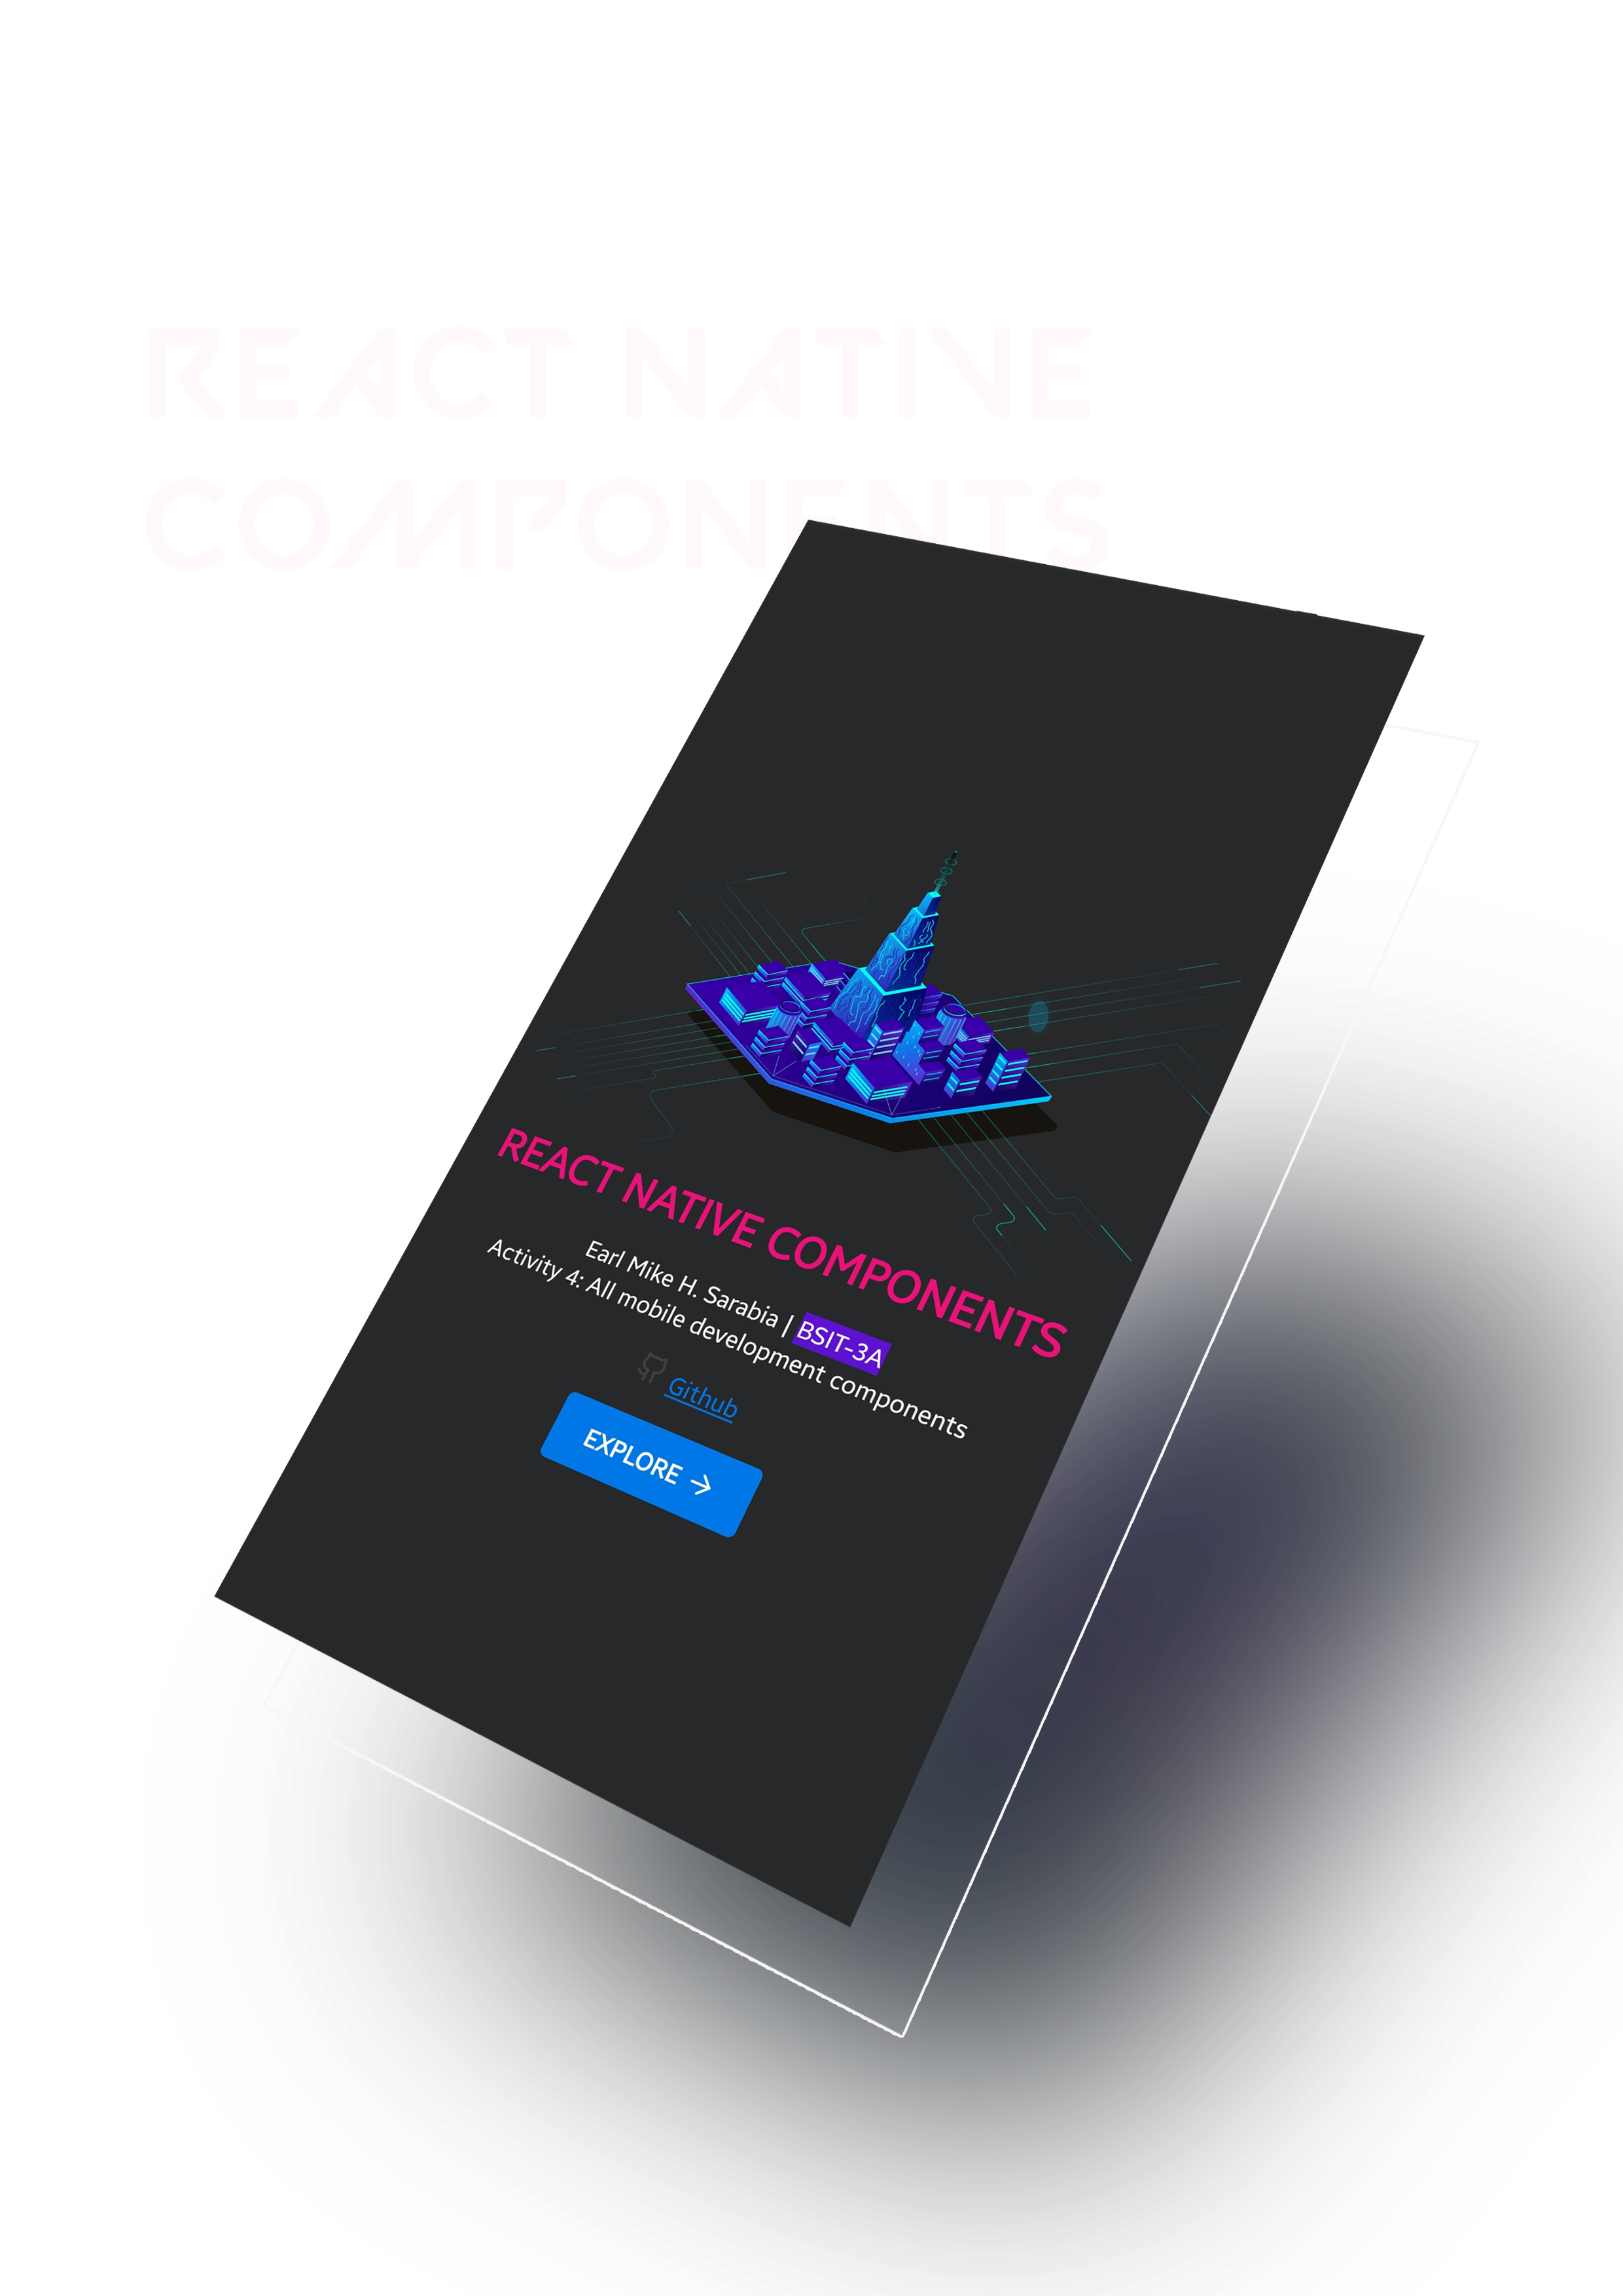 REACT NATIVE
COMPONENTS
REACT NATIVE COMPONENTS
Earl Mike H. Sarabia | BSIT-3A
Activity 4: All mobile development components
Github
EXPLORE →